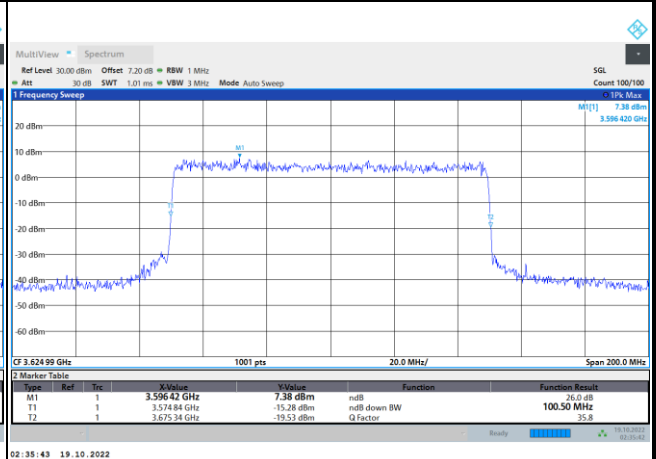 MultiView Spectrum
Ref Level 30.00 dBm Offset 7.20 dB RBW 1 MHz SGL
Att 30 dB SWT 1.01 ms VBW 3 MHz Mode Auto Sweep Count 100/100
1 Frequency Sweep 1Pk Max
M1[1] 7.38 dBm
3.596 420 GHz
20 dBm
M1
10 dBm
0 dBm
T1
-10 dBm
T2
-20 dBm
-30 dBm
-40 dBm
-50 dBm
-60 dBm
CF 3.624 99 GHz 1001 pts 20.0 MHz/ Span 200.0 MHz
2 Marker Table
Type Ref Trc X-Value Y-Value Function Function Result
M1 1 3.596 42 GHz 7.38 dBm ndB 26.0 dB
T1 1 3.574 84 GHz -15.28 dBm ndB down BW 100.50 MHz
T2 1 3.675 34 GHz -19.53 dBm Q Factor 35.8
Ready 19.10.2022
02:35:42
02:35:43 19.10.2022